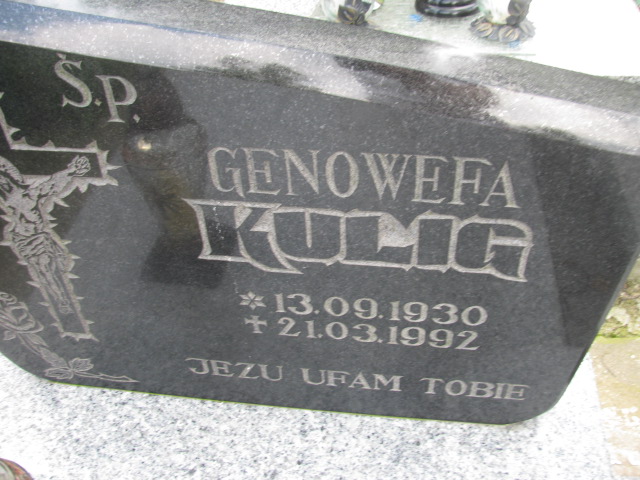 Ś.P.
GENOWEFA
KULIG
* 13.09.1930
✝ 21.03.1992
JEZU UFAM TOBIE